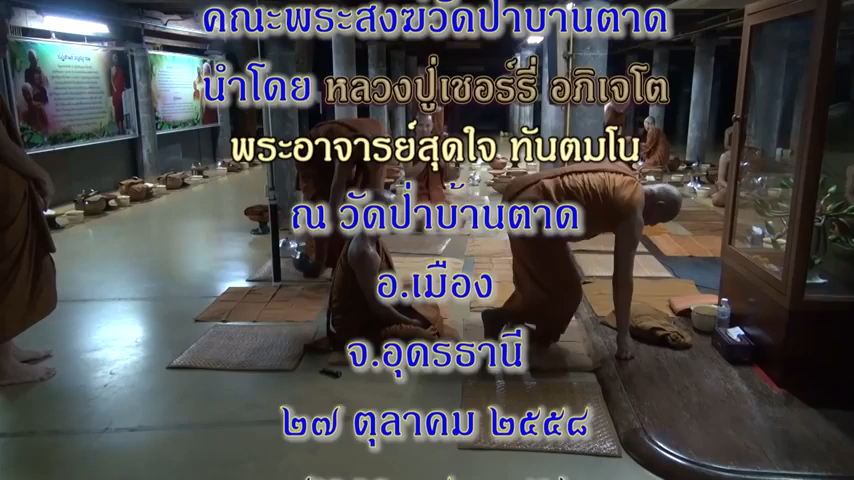 คณะพระสงฆ์วัดป่าบ้านตาด
นำโดย หลวงปู่เชอร์รี่ อภิเจโต
พระอาจารย์สุดใจ ทันตมโน
ณ วัดป่าบ้านตาด
อ.เมือง
จ.อุดรธานี
๒๗ ตุลาคม ๒๕๕๘